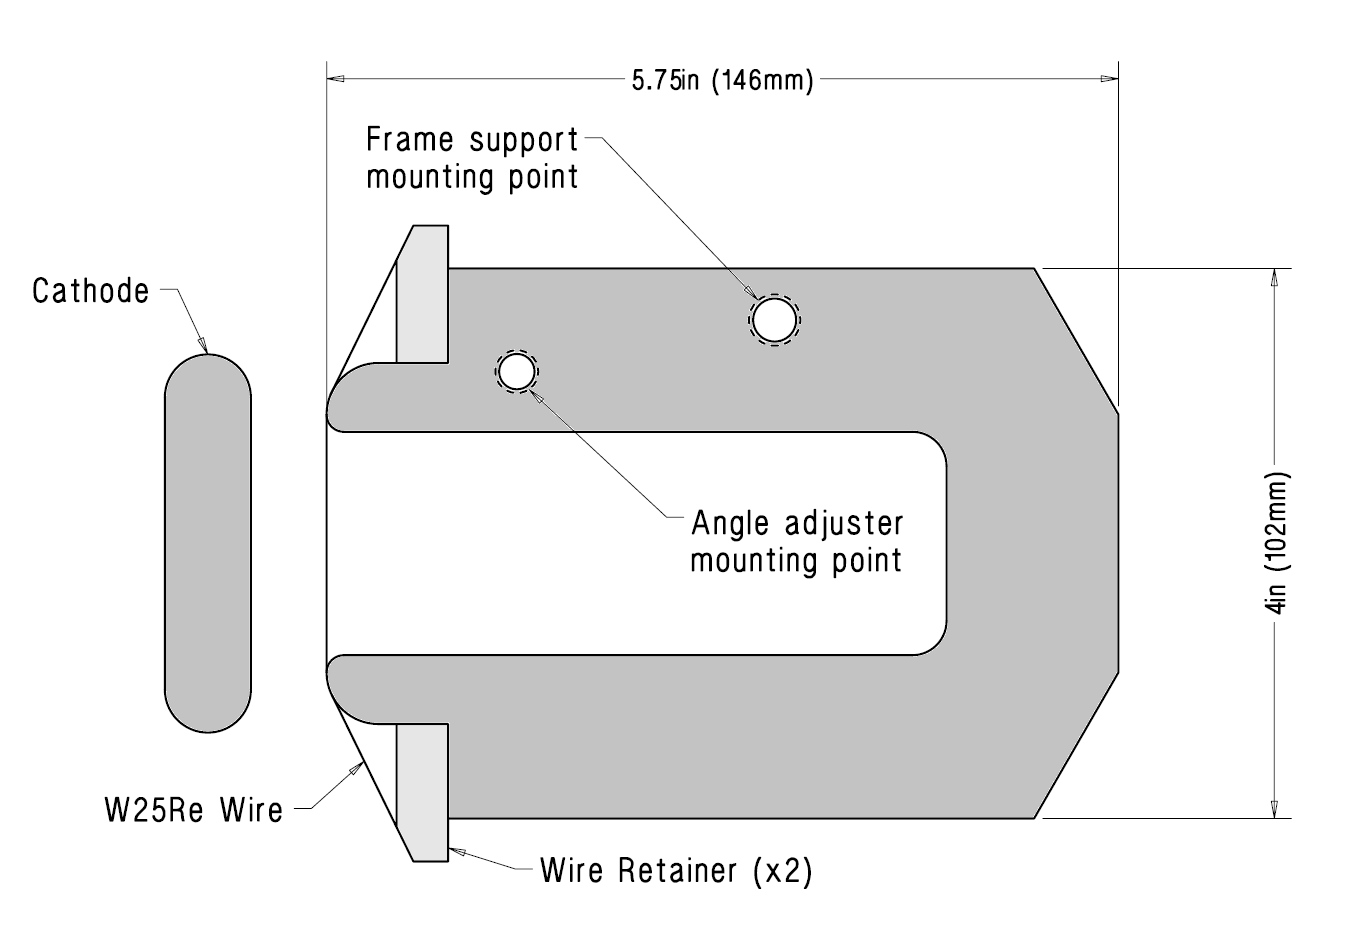 5.75in (146mm)
Frame support
mounting point
Cathode
Angle adjuster
mounting point
4in (102mm)
W25Re Wire
Wire Retainer (x2)